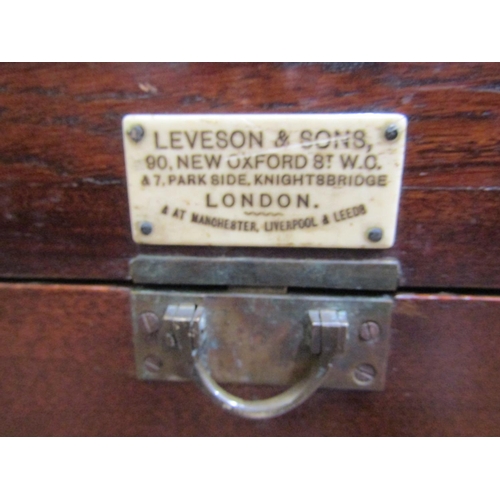 LEVESON & SONS,
90, NEW OXFORD ST W.C.
& 7, PARK SIDE, KNIGHTSBRIDGE
LONDON.
& AT MANCHESTER, LIVERPOOL & LEEDS